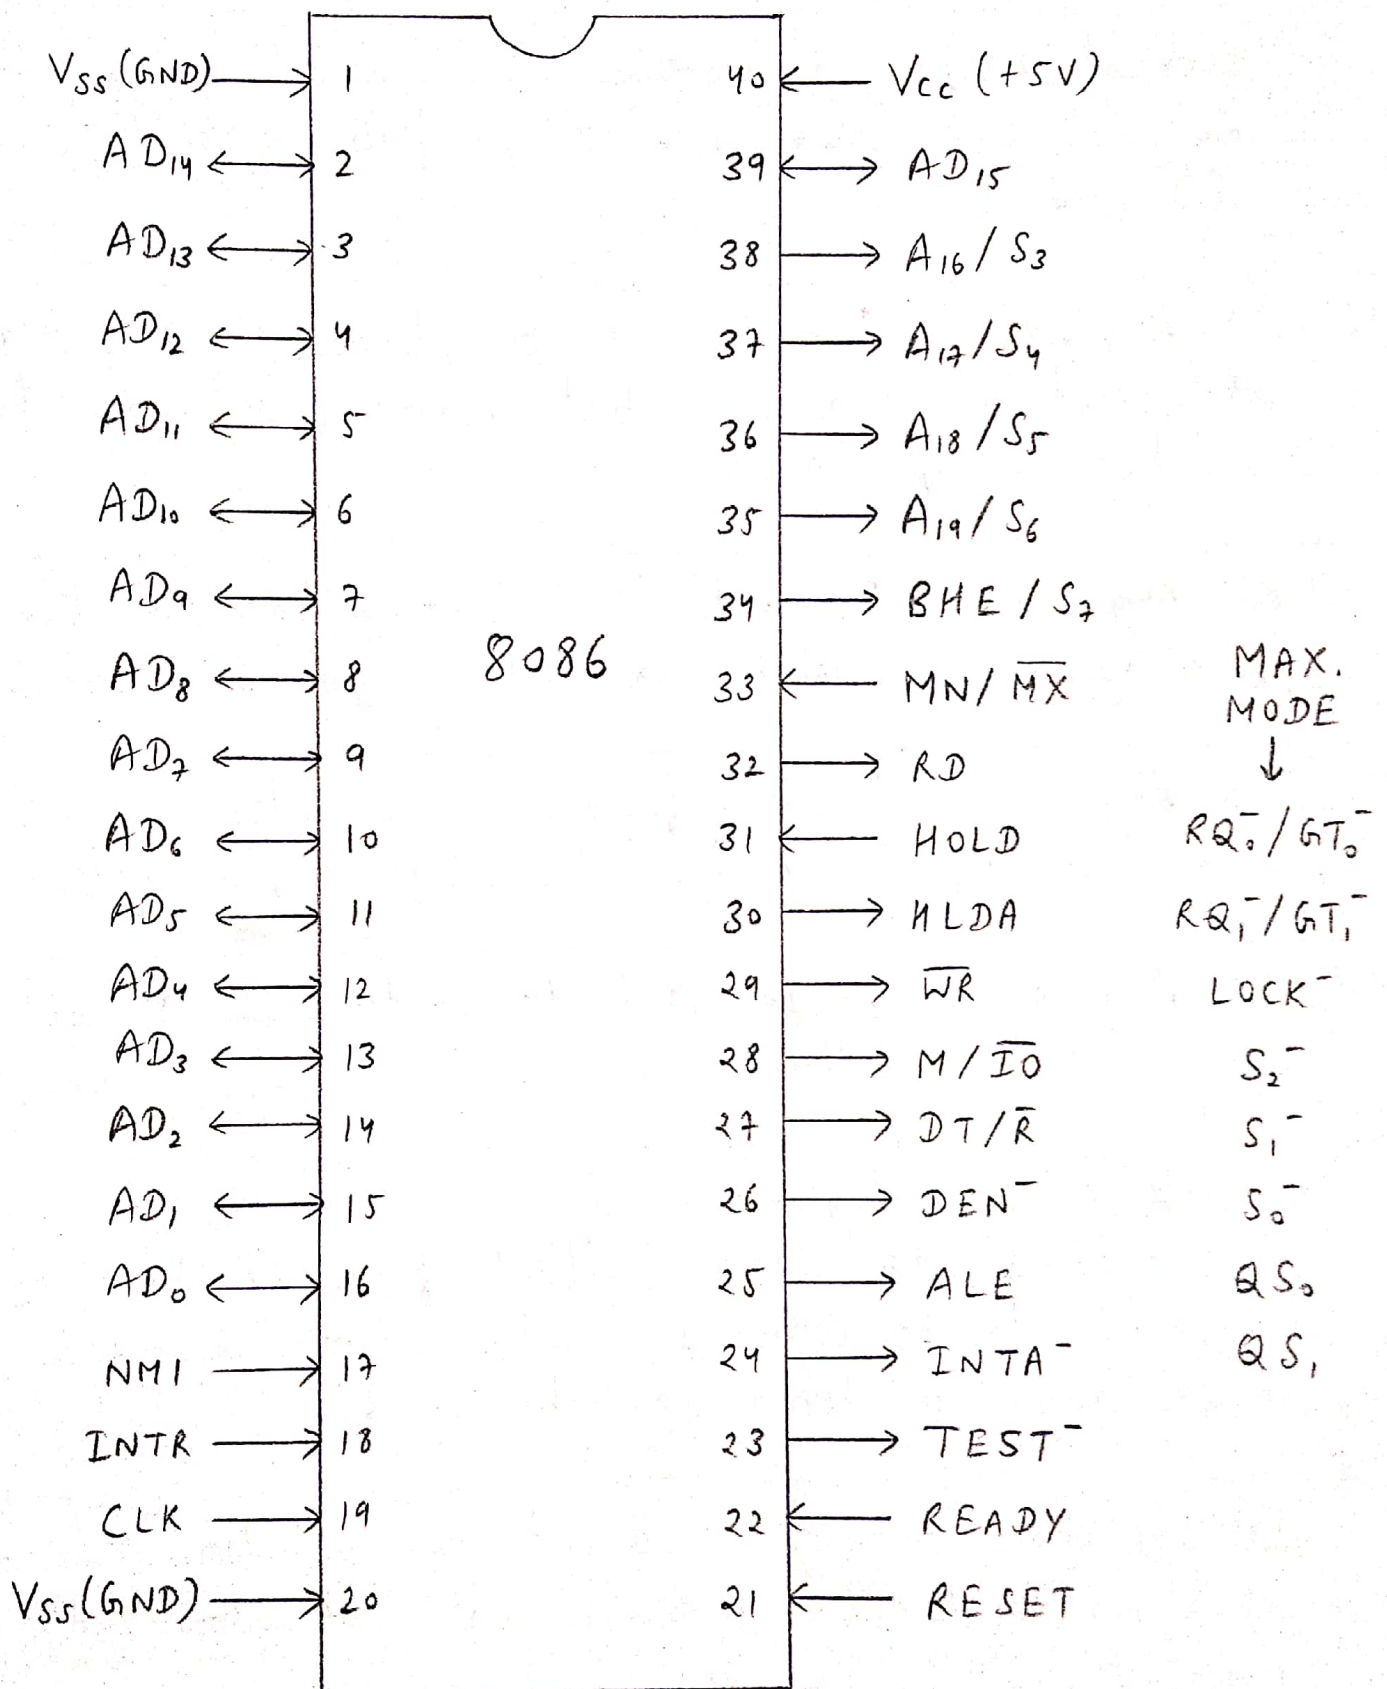 Vss (GND) 1 40 Vcc (+5V)
AD14 2 39 AD15
AD13 3 38 A16 / S3
AD12 4 37 A17 / S4
AD11 5 36 A18 / S5
AD10 6 35 A19 / S6
AD9 7 34 BHE / S7
8086
AD8 8 33 MN / M̅X̅ MAX.
MODE
AD7 9 32 RD
AD6 10 31 HOLD RQ0‾ / GT0‾
AD5 11 30 HLDA RQ1‾ / GT1‾
AD4 12 29 W̅R̅ LOCK‾
AD3 13 28 M / I̅O̅ S2‾
AD2 14 27 DT / R̅ S1‾
AD1 15 26 DEN‾ S0‾
AD0 16 25 ALE QS0
NMI 17 24 INTA‾ QS1
INTR 18 23 TEST‾
CLK 19 22 READY
Vss (GND) 20 21 RESET